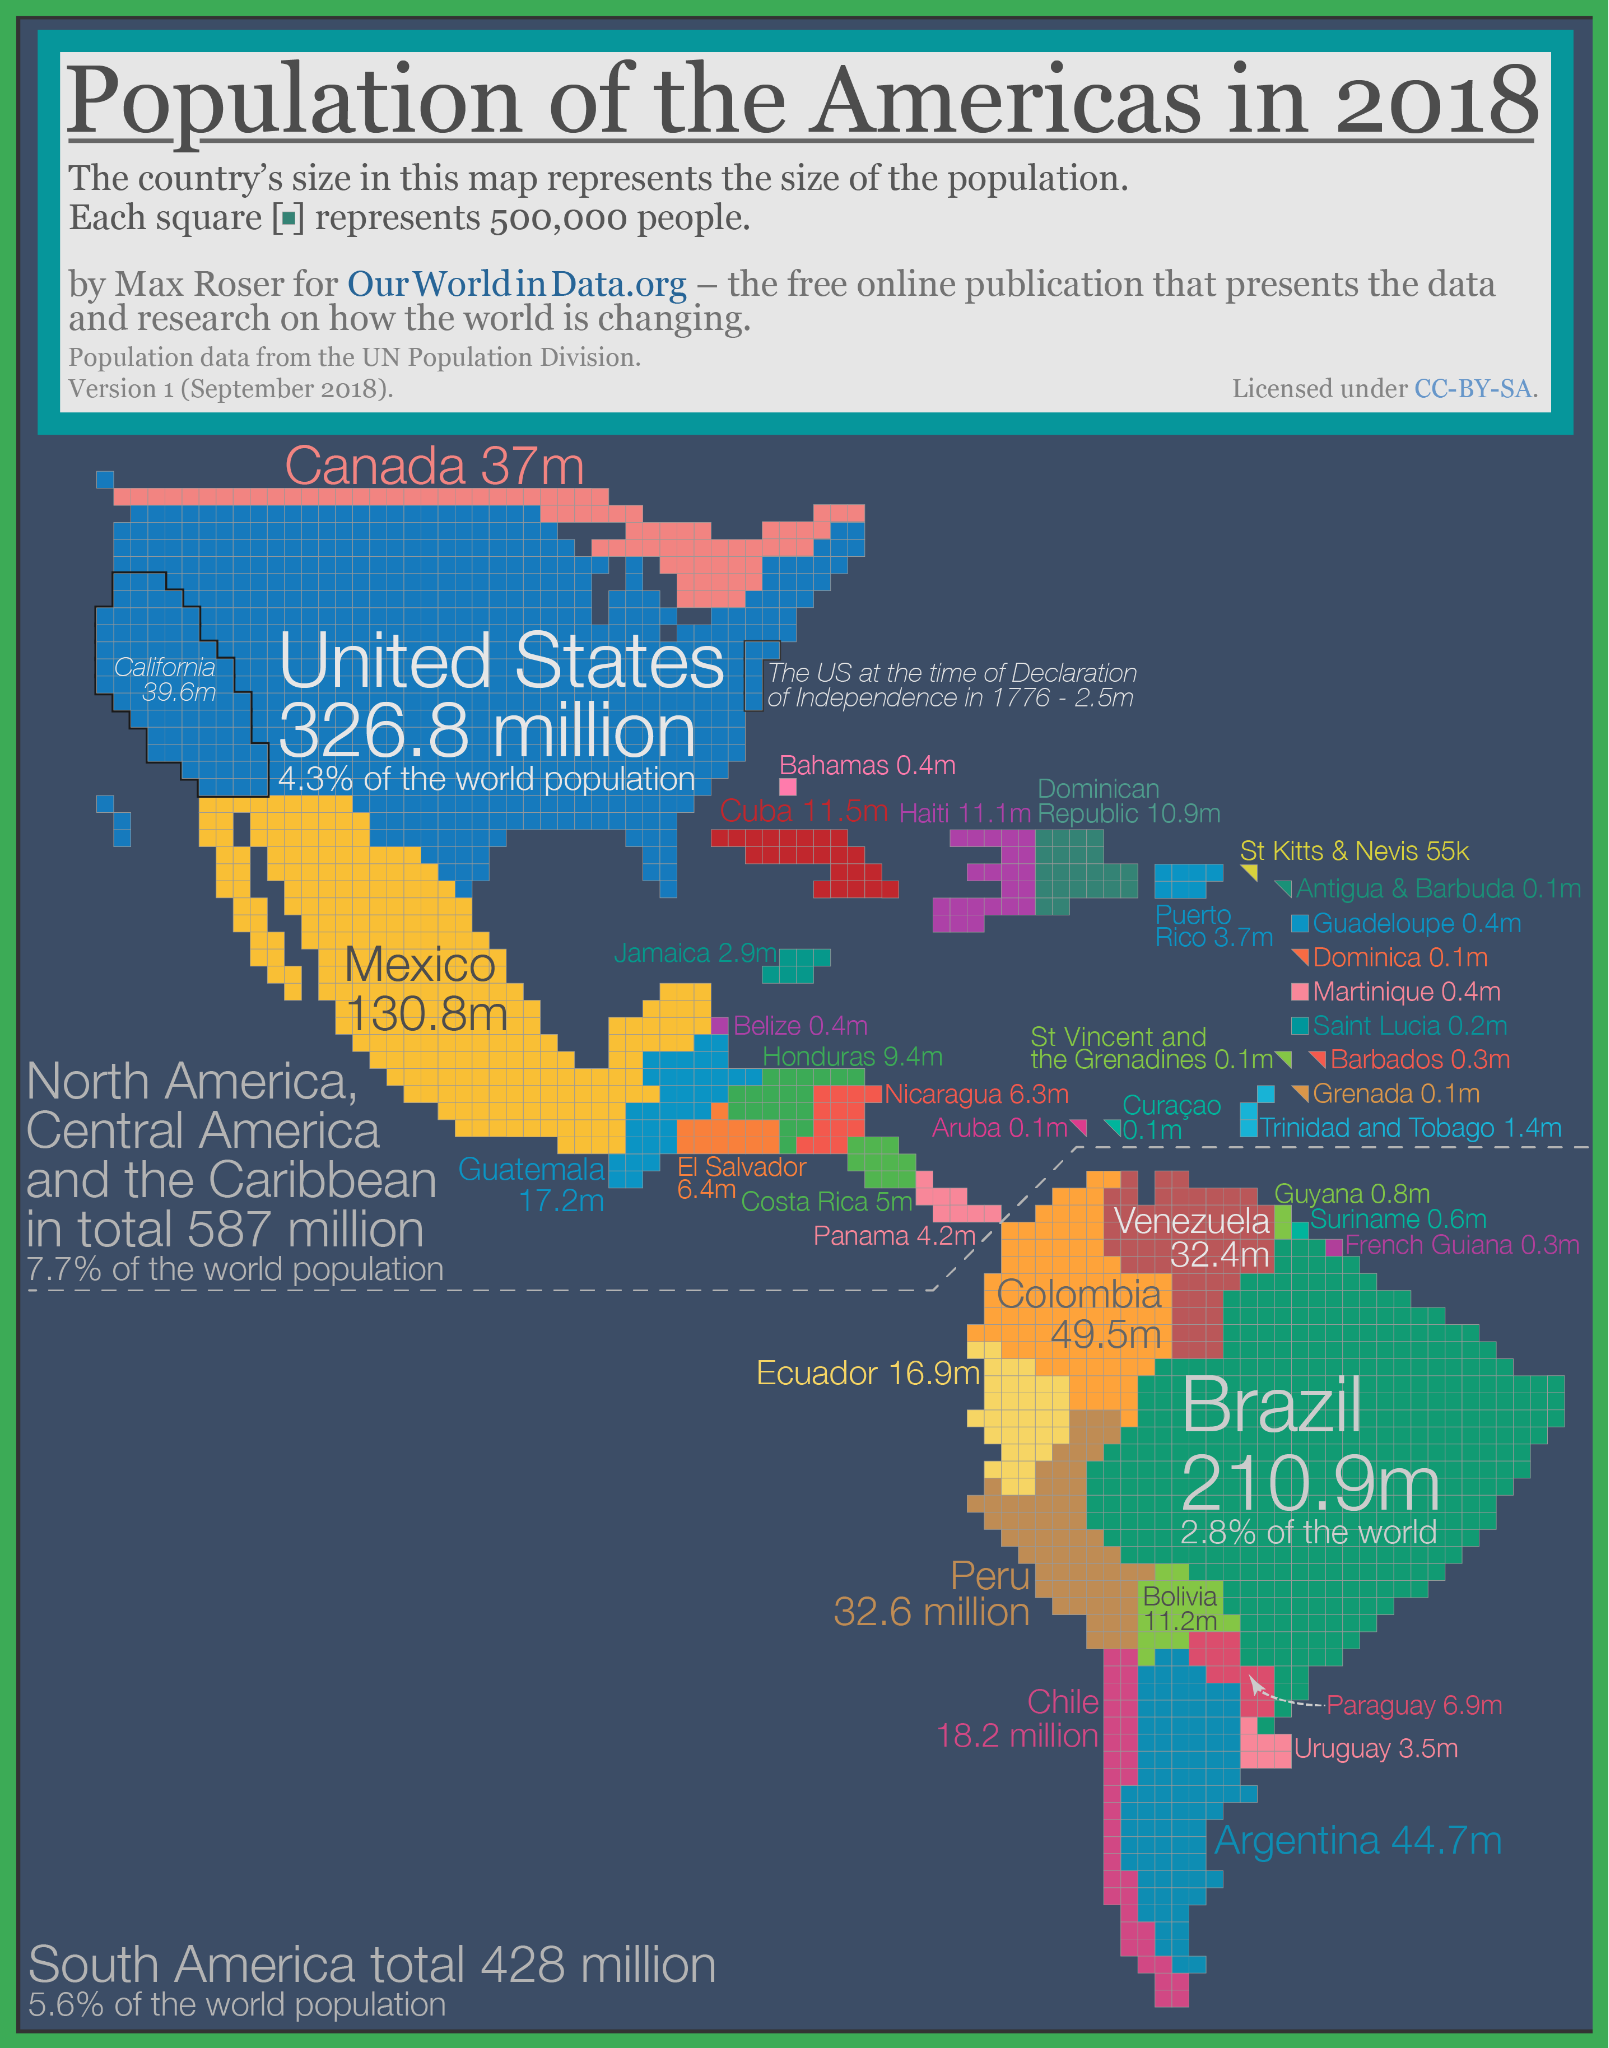 Population of the Americas in 2018
The country's size in this map represents the size of the population.
Each square [▪] represents 500,000 people.
by Max Roser for OurWorldinData.org – the free online publication that presents the data
and research on how the world is changing.
Population data from the UN Population Division.
Version 1 (September 2018).
Licensed under CC-BY-SA.
Canada 37m
United States
326.8 million
4.3% of the world population
California
39.6m
The US at the time of Declaration
of Independence in 1776 - 2.5m
Bahamas 0.4m
Cuba 11.5m
Haiti 11.1m
Dominican
Republic 10.9m
St Kitts & Nevis 55k
Antigua & Barbuda 0.1m
Puerto
Rico 3.7m
Guadeloupe 0.4m
Dominica 0.1m
Martinique 0.4m
Saint Lucia 0.2m
Jamaica 2.9m
Mexico
130.8m
Belize 0.4m
Honduras 9.4m
St Vincent and
the Grenadines 0.1m
Barbados 0.3m
Nicaragua 6.3m
Grenada 0.1m
Aruba 0.1m
Curaçao
0.1m
Trinidad and Tobago 1.4m
North America,
Central America
and the Caribbean
in total 587 million
7.7% of the world population
Guatemala
17.2m
El Salvador
6.4m
Costa Rica 5m
Panama 4.2m
Venezuela
32.4m
Guyana 0.8m
Suriname 0.6m
French Guiana 0.3m
Colombia
49.5m
Ecuador 16.9m
Brazil
210.9m
2.8% of the world
Peru
32.6 million
Bolivia
11.2m
Chile
18.2 million
Paraguay 6.9m
Uruguay 3.5m
Argentina 44.7m
South America total 428 million
5.6% of the world population